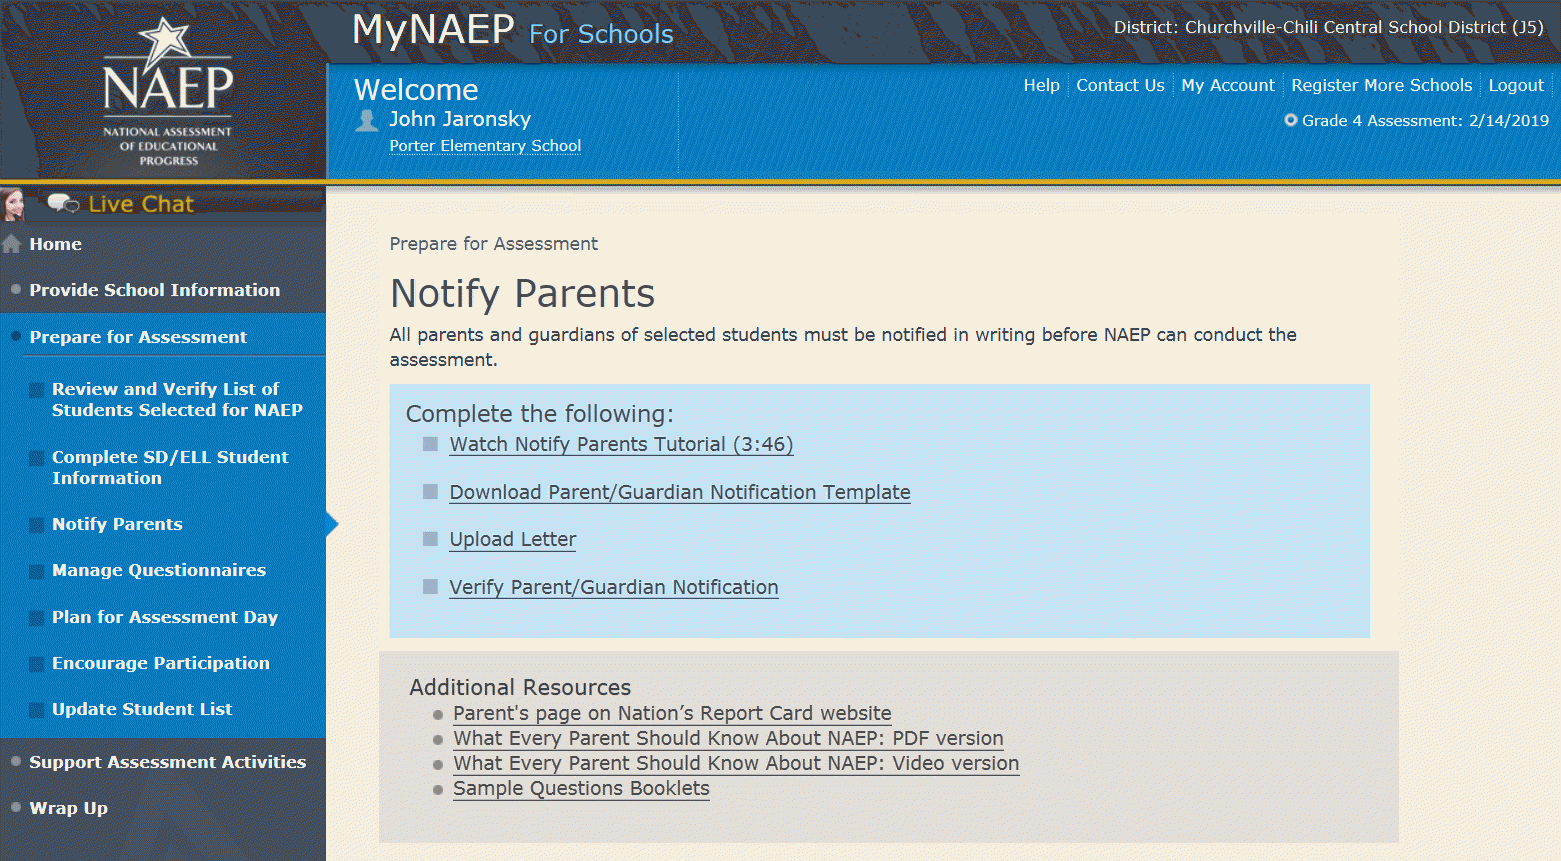 NAEP
NATIONAL ASSESSMENT
OF EDUCATIONAL
PROGRESS
MyNAEP For Schools
District: Churchville-Chili Central School District (J5)
Welcome
John Jaronsky
Porter Elementary School
Help Contact Us My Account Register More Schools Logout
Grade 4 Assessment: 2/14/2019
Live Chat
Home
Provide School Information
Prepare for Assessment
Review and Verify List of
Students Selected for NAEP
Complete SD/ELL Student
Information
Notify Parents
Manage Questionnaires
Plan for Assessment Day
Encourage Participation
Update Student List
Support Assessment Activities
Wrap Up
Prepare for Assessment
Notify Parents
All parents and guardians of selected students must be notified in writing before NAEP can conduct the
assessment.
Complete the following:
Watch Notify Parents Tutorial (3:46)
Download Parent/Guardian Notification Template
Upload Letter
Verify Parent/Guardian Notification
Additional Resources
Parent's page on Nation’s Report Card website
What Every Parent Should Know About NAEP: PDF version
What Every Parent Should Know About NAEP: Video version
Sample Questions Booklets